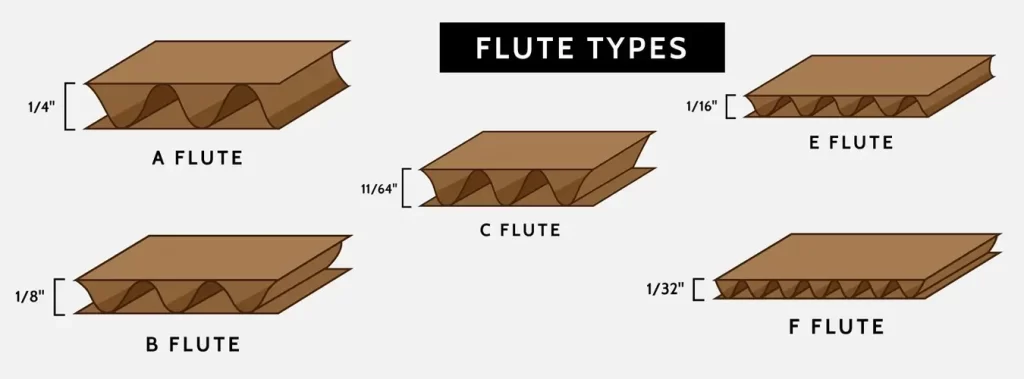 FLUTE TYPES
1/4"
A FLUTE
1/8"
B FLUTE
11/64"
C FLUTE
1/16"
E FLUTE
1/32"
F FLUTE